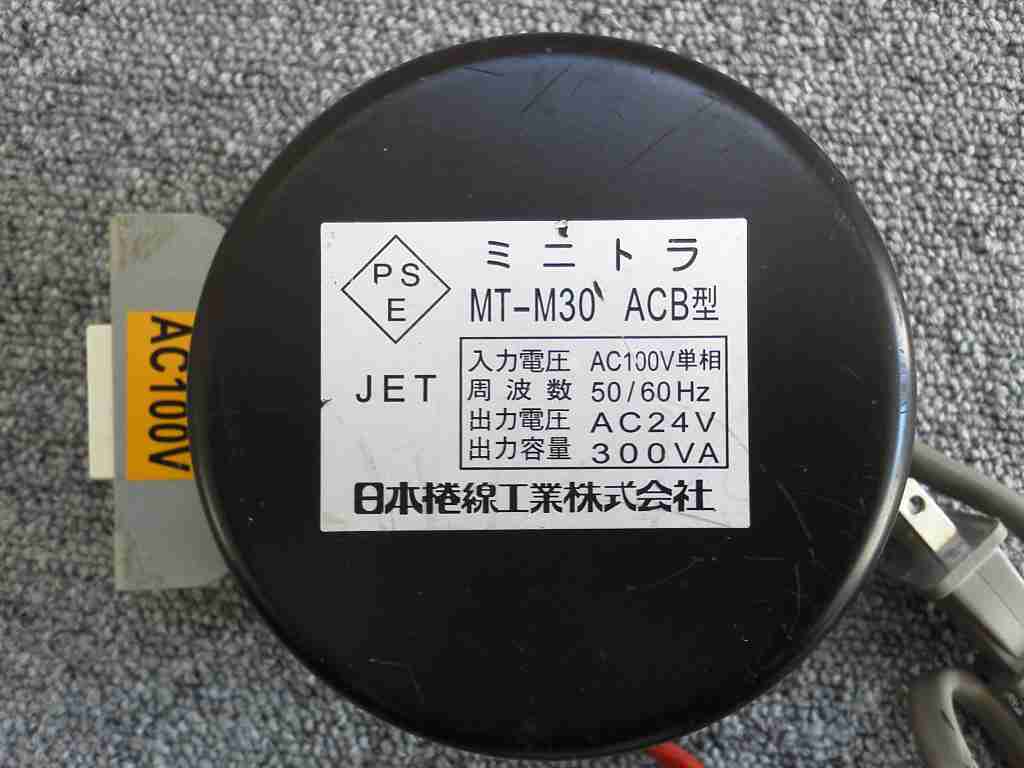 PS
E
JET
ミニトラ
MT-M30 ACB型
入力電圧 AC100V単相
周波数 50/60Hz
出力電圧 AC24V
出力容量 300VA
日本捲線工業株式会社
AC100V